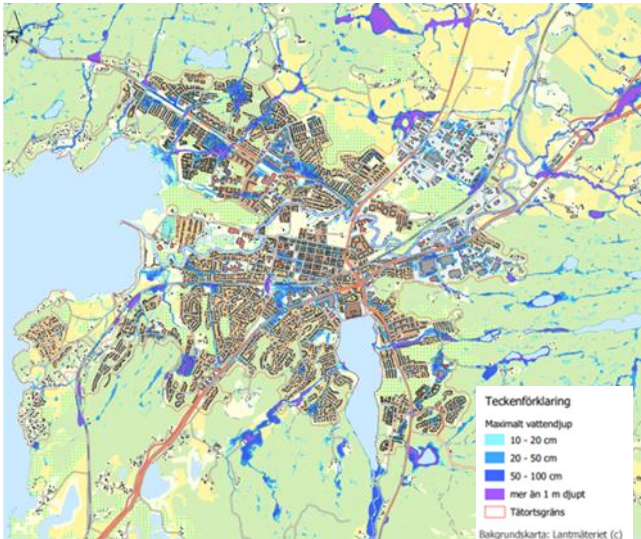 N
Teckenförklaring
Maximalt vattendjup
10 - 20 cm
20 - 50 cm
50 - 100 cm
mer än 1 m djupt
Tätortsgräns
Bakgrundskarta: Lantmäteriet (c)